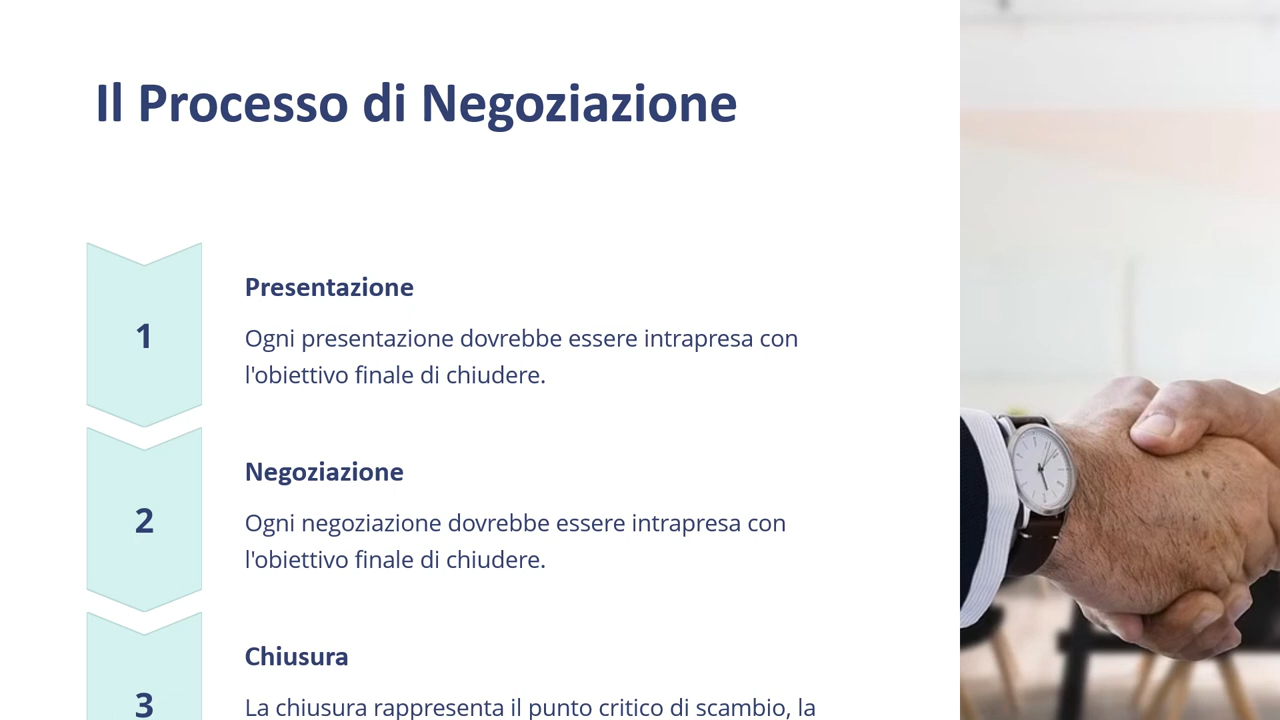 Il Processo di Negoziazione
1
Presentazione
Ogni presentazione dovrebbe essere intrapresa con
l'obiettivo finale di chiudere.
2
Negoziazione
Ogni negoziazione dovrebbe essere intrapresa con
l'obiettivo finale di chiudere.
3
Chiusura
La chiusura rappresenta il punto critico di scambio, la